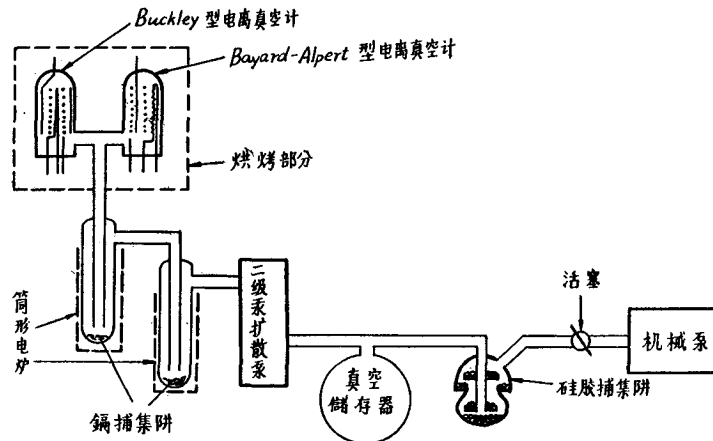 Buckley 型电离真空计
Bayard-Alpert 型电离真空计
烘烤部分
筒形电炉
二级汞扩散泵
活塞
机械泵
真空
储存器
硅胶捕集阱
镉捕集阱